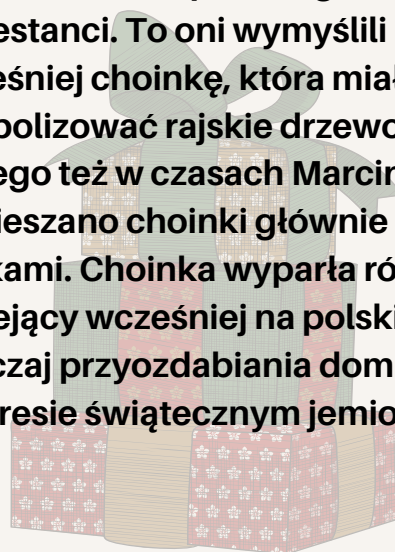 estanci. To oni wymyślili
eśniej choinkę, która miał
bolizować rajskie drzewo
ego też w czasach Marcin
ieszano choinki głównie
kami. Choinka wyparła ró
ejący wcześniej na polski
czaj przyozdabiania dom
resie świątecznym jemio